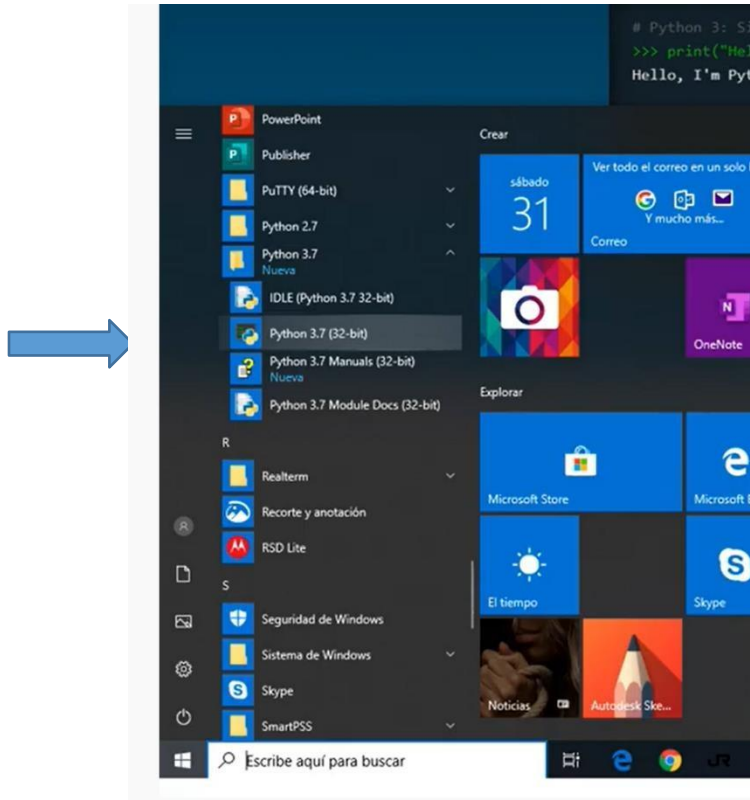 # Python 3: Si
>>> print("Hel
Hello, I'm Pyt
PowerPoint
Publisher
PuTTY (64-bit)
Python 2.7
Python 3.7
Nueva
IDLE (Python 3.7 32-bit)
Python 3.7 (32-bit)
Python 3.7 Manuals (32-bit)
Nueva
Python 3.7 Module Docs (32-bit)
R
Realterm
Recorte y anotación
RSD Lite
S
Seguridad de Windows
Sistema de Windows
Skype
SmartPSS
Escribe aquí para buscar
Crear
sábado
31
Ver todo el correo en un solo
Y mucho más...
Correo
OneNote
Explorar
Microsoft Store
Microsoft E
El tiempo
Skype
Noticias
Autodesk Ske...